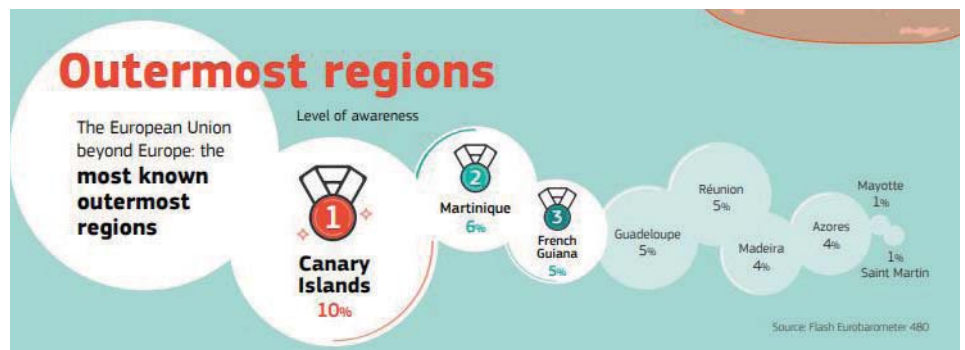 Outermost regions
The European Union
beyond Europe: the
most known
outermost
regions
Level of awareness
1
Canary
Islands
10%
2
Martinique
6%
3
French
Guiana
5%
Guadeloupe
5%
Réunion
5%
Madeira
4%
Azores
4%
Mayotte
1%
1%
Saint Martin
Source: Flash Eurobarometer 480